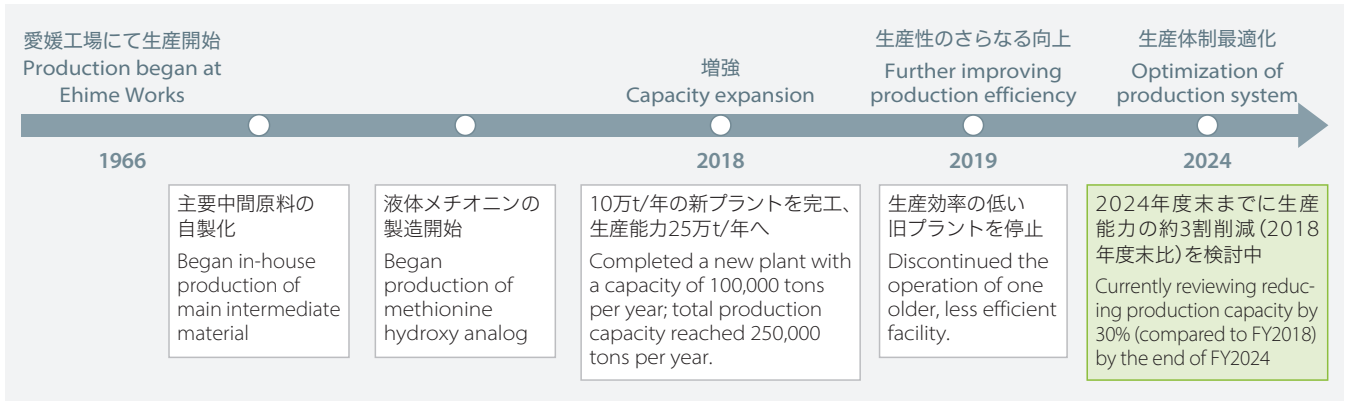 愛媛工場にて生産開始
Production began at
Ehime Works
増強
Capacity expansion
生産性のさらなる向上
Further improving
production efficiency
生産体制最適化
Optimization of
production system
1966
2018
2019
2024
主要中間原料の
自製化
Began in-house
production of
main intermediate
material
液体メチオニンの
製造開始
Began
production of
methionine
hydroxy analog
10万t/年の新プラントを完工、
生産能力25万t/年へ
Completed a new plant with
a capacity of 100,000 tons
per year; total production
capacity reached 250,000
tons per year.
生産効率の低い
旧プラントを停止
Discontinued the
operation of one
older, less efficient
facility.
2024年度末までに生産
能力の約3割削減（2018
年度末比）を検討中
Currently reviewing reduc-
ing production capacity by
30% (compared to FY2018)
by the end of FY2024